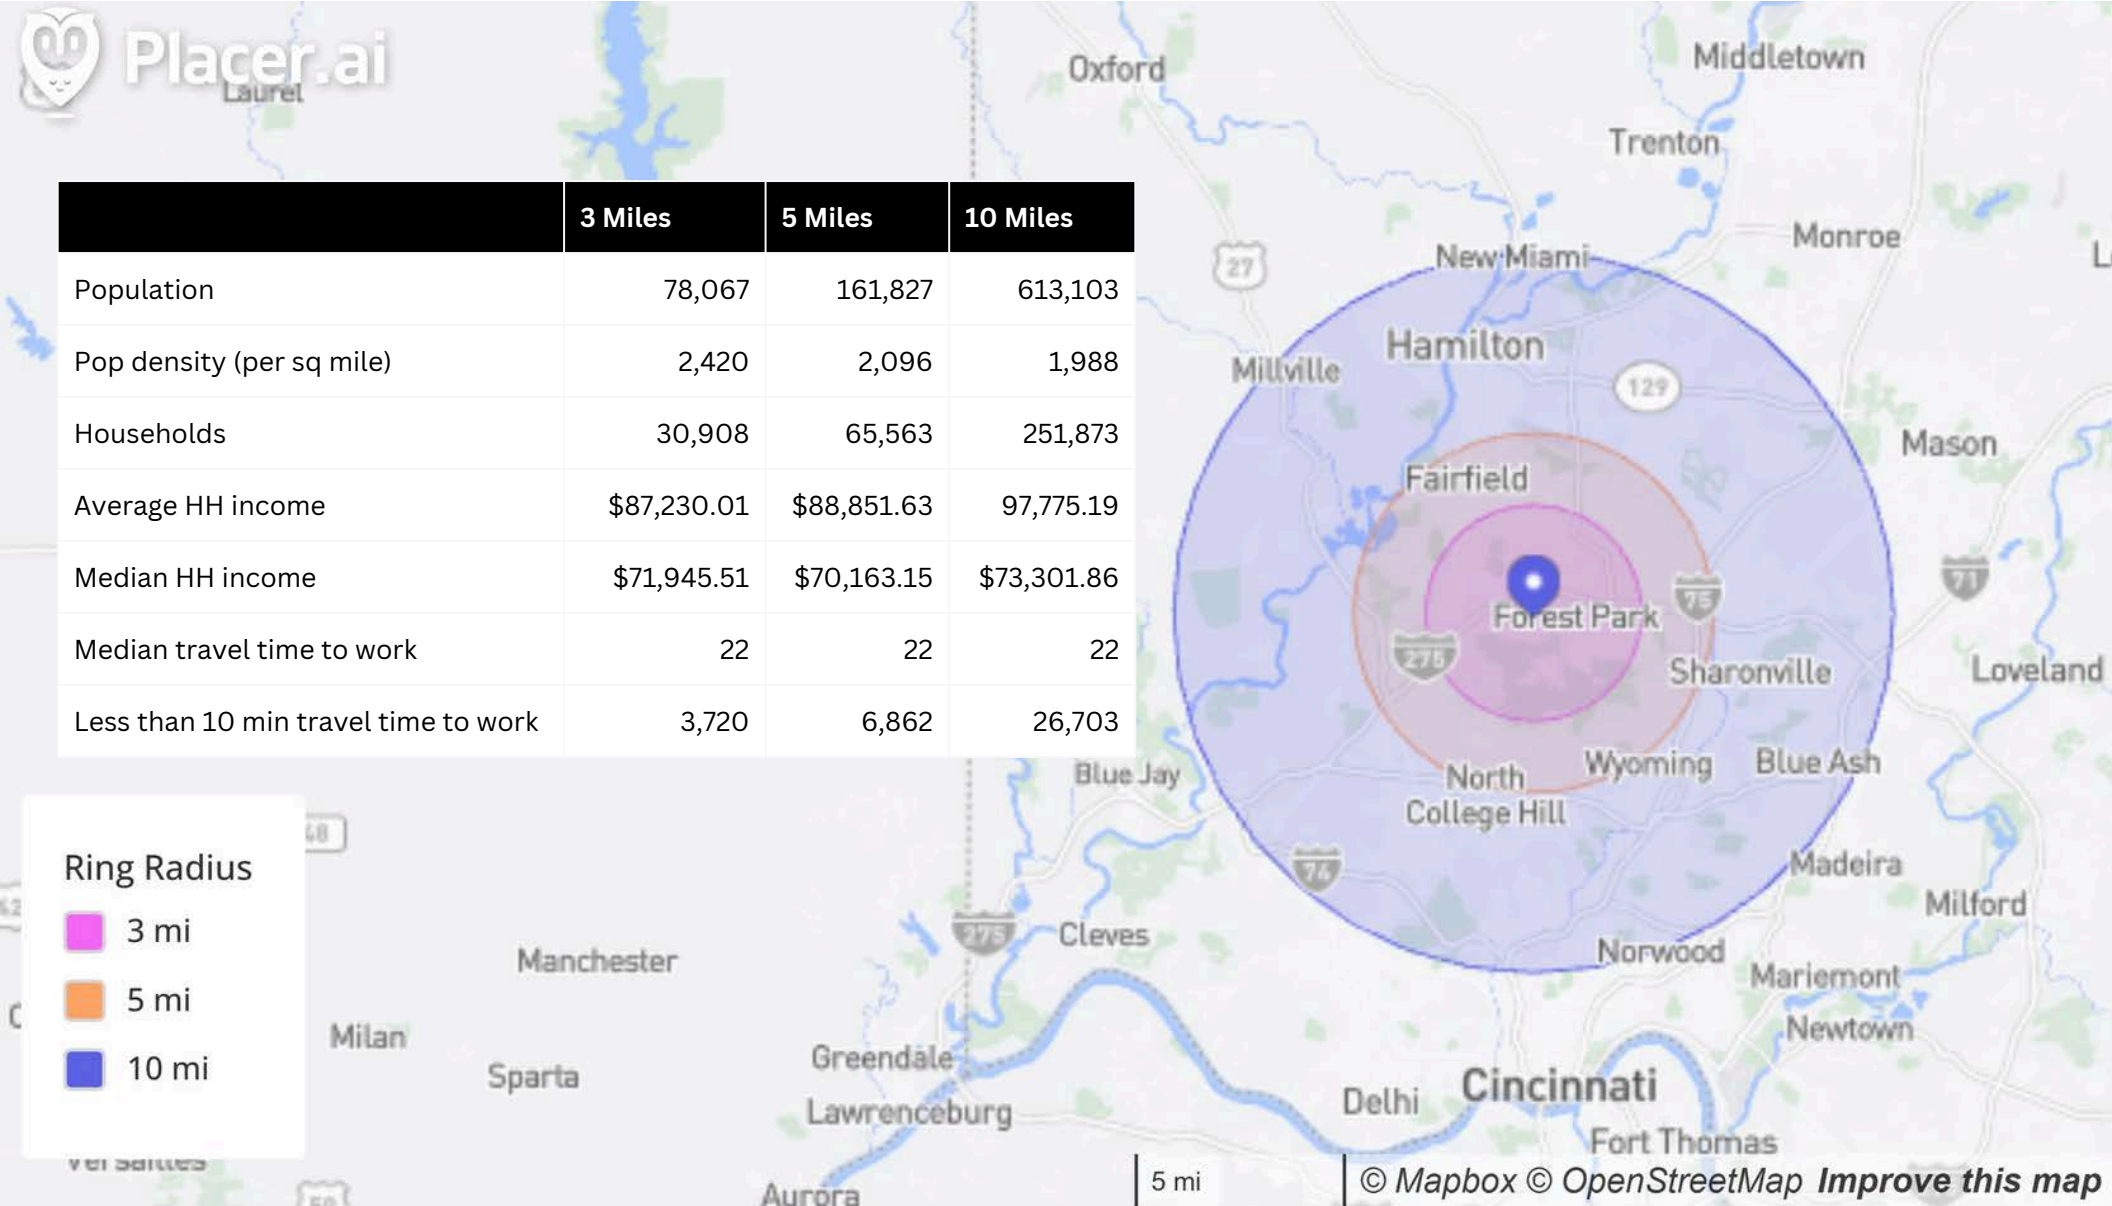 Placer.ai
Laurel
Oxford
Middletown
Trenton
Monroe
27
New Miami
Hamilton
Millville
129
Mason
Fairfield
71
75
Forest Park
275
Sharonville
Loveland
3 Miles 5 Miles 10 Miles
Population 78,067 161,827 613,103
Pop density (per sq mile) 2,420 2,096 1,988
Households 30,908 65,563 251,873
Average HH income $87,230.01 $88,851.63 97,775.19
Median HH income $71,945.51 $70,163.15 $73,301.86
Median travel time to work 22 22 22
Less than 10 min travel time to work 3,720 6,862 26,703
Blue Jay
North
College Hill
Wyoming
Blue Ash
74
Madeira
Milford
Ring Radius
3 mi
5 mi
10 mi
275
Cleves
Norwood
Manchester
Mariemont
Newtown
Milan
Sparta
Greendale
Lawrenceburg
Delhi
Cincinnati
Fort Thomas
Versailles
Aurora
5 mi
© Mapbox © OpenStreetMap Improve this map